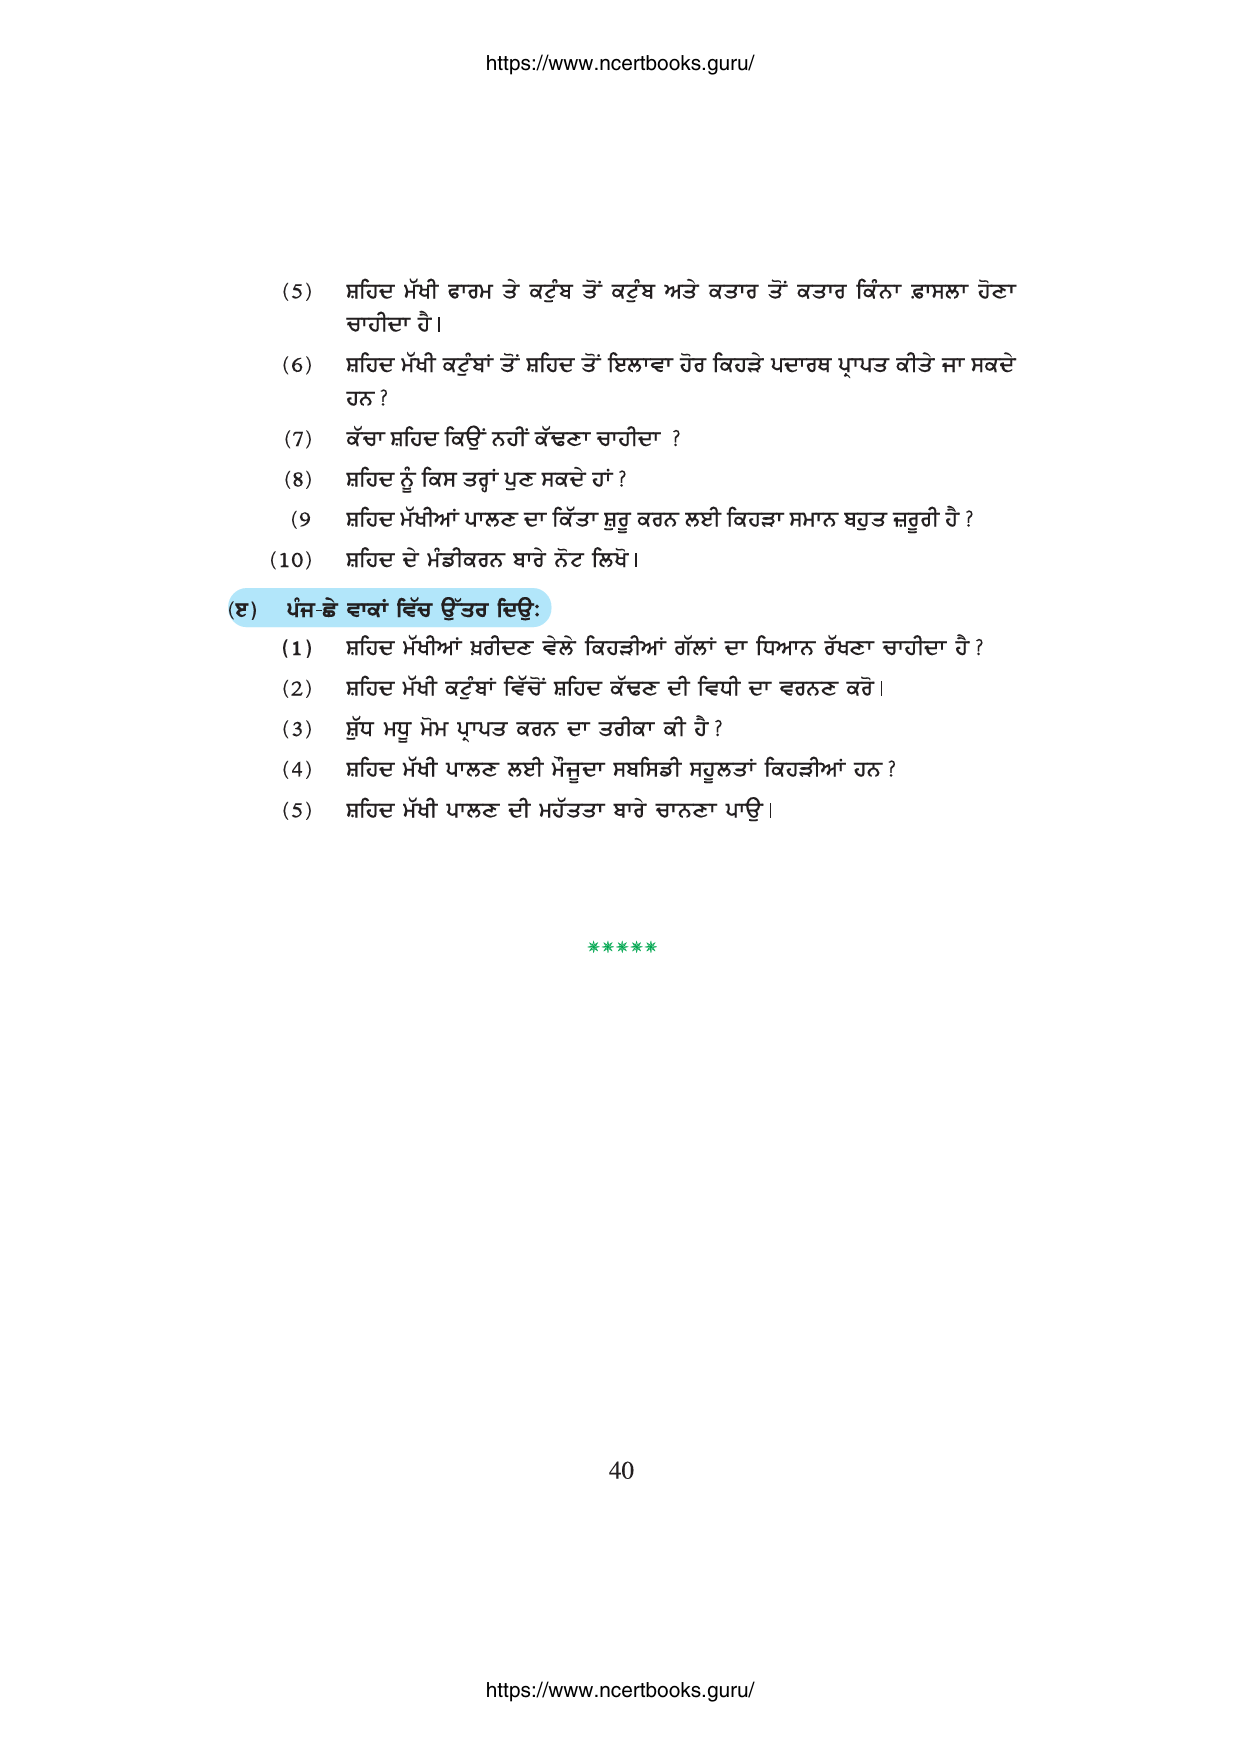 https://www.ncertbooks.guru/
(5) ਸ਼ਹਿਦ ਮੱਖੀ ਫਾਰਮ ਤੇ ਕਟੁੰਬ ਤੋਂ ਕਟੁੰਬ ਅਤੇ ਕਤਾਰ ਤੋਂ ਕਤਾਰ ਕਿੰਨਾ ਫ਼ਾਸਲਾ ਹੋਣਾ
ਚਾਹੀਦਾ ਹੈ।
(6) ਸ਼ਹਿਦ ਮੱਖੀ ਕਟੁੰਬਾਂ ਤੋਂ ਸ਼ਹਿਦ ਤੋਂ ਇਲਾਵਾ ਹੋਰ ਕਿਹੜੇ ਪਦਾਰਥ ਪ੍ਰਾਪਤ ਕੀਤੇ ਜਾ ਸਕਦੇ
ਹਨ ?
(7) ਕੱਚਾ ਸ਼ਹਿਦ ਕਿਉਂ ਨਹੀਂ ਕੱਢਣਾ ਚਾਹੀਦਾ ?
(8) ਸ਼ਹਿਦ ਨੂੰ ਕਿਸ ਤਰ੍ਹਾਂ ਪੁਣ ਸਕਦੇ ਹਾਂ ?
(9 ਸ਼ਹਿਦ ਮੱਖੀਆਂ ਪਾਲਣ ਦਾ ਕਿੱਤਾ ਸ਼ੁਰੂ ਕਰਨ ਲਈ ਕਿਹੜਾ ਸਮਾਨ ਬਹੁਤ ਜ਼ਰੂਰੀ ਹੈ ?
(10) ਸ਼ਹਿਦ ਦੇ ਮੰਡੀਕਰਨ ਬਾਰੇ ਨੋਟ ਲਿਖੋ।
(ੲ) ਪੰਜ-ਛੇ ਵਾਕਾਂ ਵਿੱਚ ਉੱਤਰ ਦਿਉਃ
(1) ਸ਼ਹਿਦ ਮੱਖੀਆਂ ਖ਼ਰੀਦਣ ਵੇਲੇ ਕਿਹੜੀਆਂ ਗੱਲਾਂ ਦਾ ਧਿਆਨ ਰੱਖਣਾ ਚਾਹੀਦਾ ਹੈ ?
(2) ਸ਼ਹਿਦ ਮੱਖੀ ਕਟੁੰਬਾਂ ਵਿੱਚੋਂ ਸ਼ਹਿਦ ਕੱਢਣ ਦੀ ਵਿਧੀ ਦਾ ਵਰਨਣ ਕਰੋ।
(3) ਸ਼ੁੱਧ ਮਧੂ ਮੋਮ ਪ੍ਰਾਪਤ ਕਰਨ ਦਾ ਤਰੀਕਾ ਕੀ ਹੈ ?
(4) ਸ਼ਹਿਦ ਮੱਖੀ ਪਾਲਣ ਲਈ ਮੌਜੂਦਾ ਸਬਸਿਡੀ ਸਹੂਲਤਾਂ ਕਿਹੜੀਆਂ ਹਨ ?
(5) ਸ਼ਹਿਦ ਮੱਖੀ ਪਾਲਣ ਦੀ ਮਹੱਤਤਾ ਬਾਰੇ ਚਾਨਣਾ ਪਾਉ।
*****
40
https://www.ncertbooks.guru/